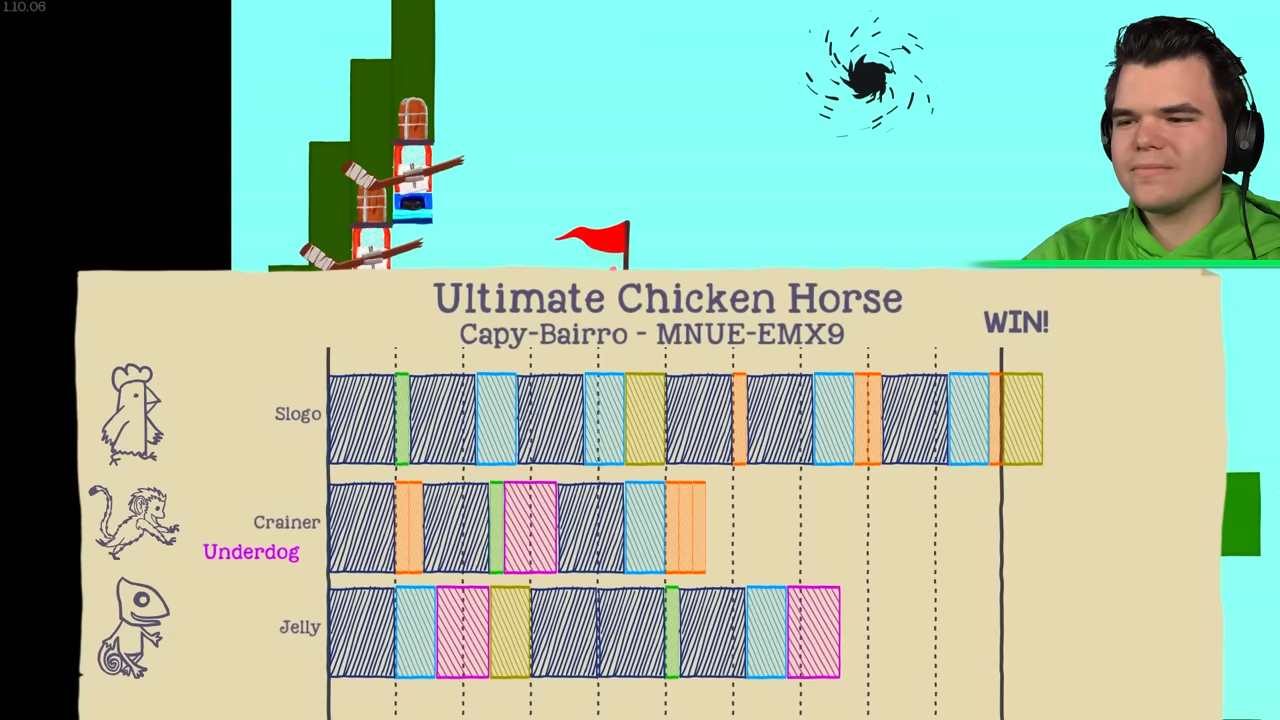 1.10.06
Ultimate Chicken Horse
Capy-Bairro - MNUE-EMX9
WIN!
Slogo
Crainer
Underdog
Jelly